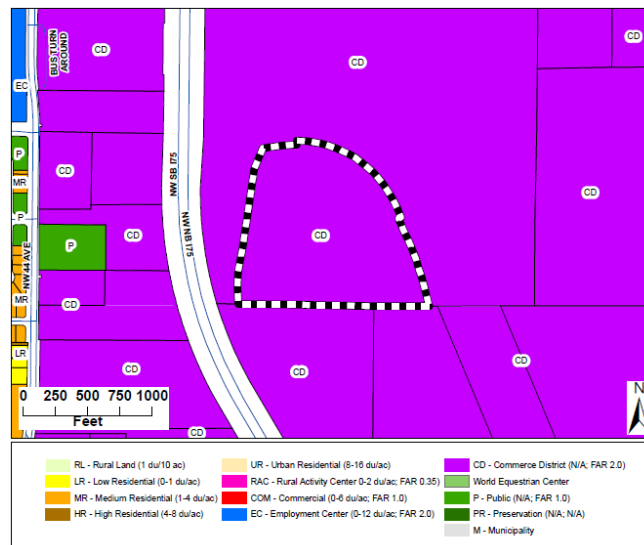 CD
CD
CD
BUS TURN
AROUND
EC
P
CD
CD
MR
NW SB I75
P
NW NB I75
NW 44 AVE
P
CD
CD
MR
CD
CD
LR
CD
CD
CD
0 250 500 750 1000
Feet
N
RL - Rural Land (1 du/10 ac)
LR - Low Residential (0-1 du/ac)
MR - Medium Residential (1-4 du/ac)
HR - High Residential (4-8 du/ac)
UR - Urban Residential (8-16 du/ac)
RAC - Rural Activity Center 0-2 du/ac; FAR 0.35)
COM - Commercial (0-6 du/ac; FAR 1.0)
EC - Employment Center (0-12 du/ac; FAR 2.0)
CD - Commerce District (N/A; FAR 2.0)
World Equestrian Center
P - Public (N/A; FAR 1.0)
PR - Preservation (N/A; N/A)
M - Municipality